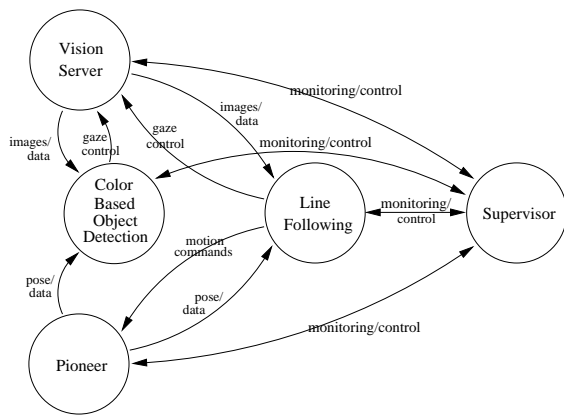 Vision
Server
monitoring/control
images/
data
gaze
control
images/
data
gaze
control
monitoring/control
Color
Based
Object
Detection
Line
Following
monitoring/
control
Supervisor
motion
commands
pose/
data
pose/
data
monitoring/control
Pioneer